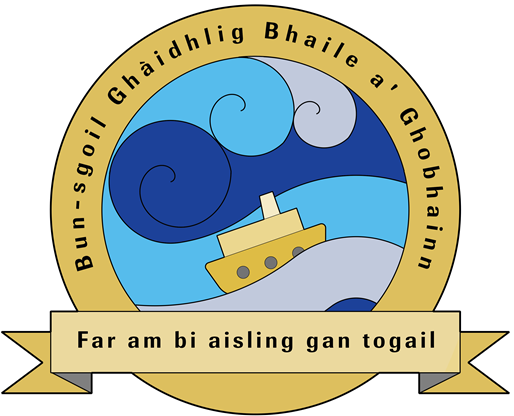 Bun-sgoil Ghàidhlig Bhaile a' Ghobhainn
Far am bi aisling gan togail